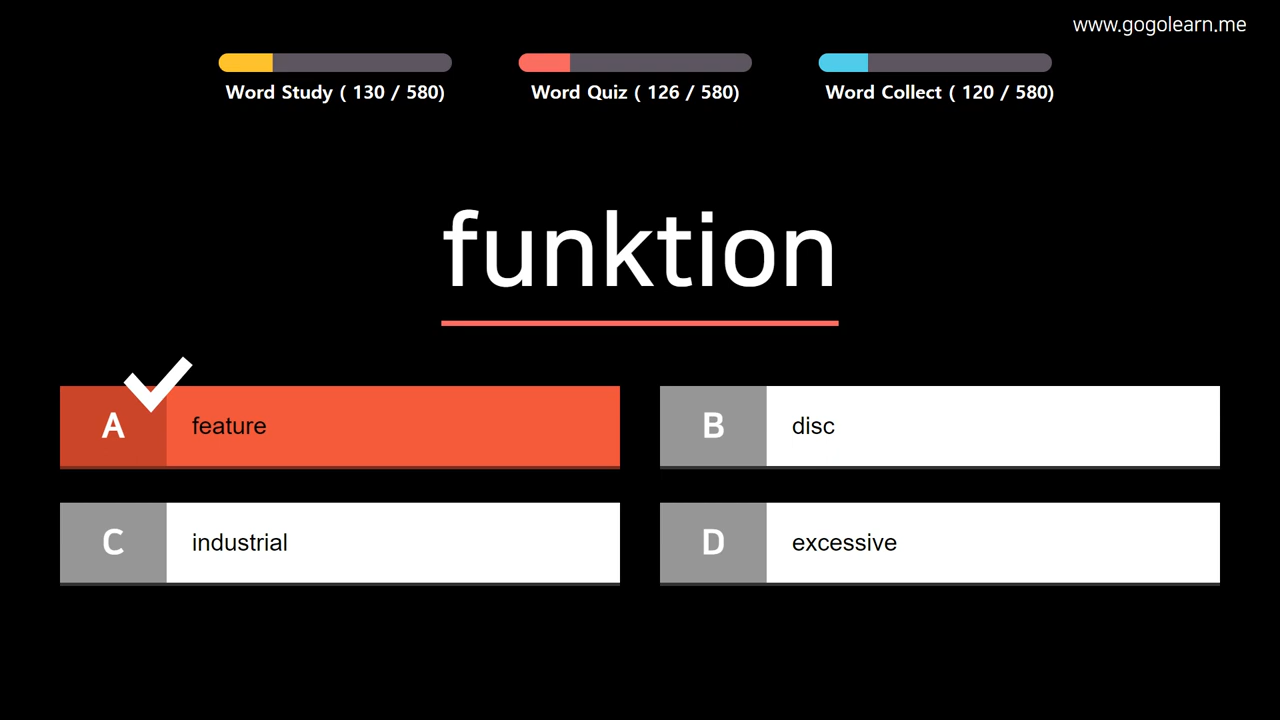 www.gogolearn.me
Word Study ( 130 / 580)
Word Quiz ( 126 / 580)
Word Collect ( 120 / 580)
funktion
A feature
B disc
C industrial
D excessive